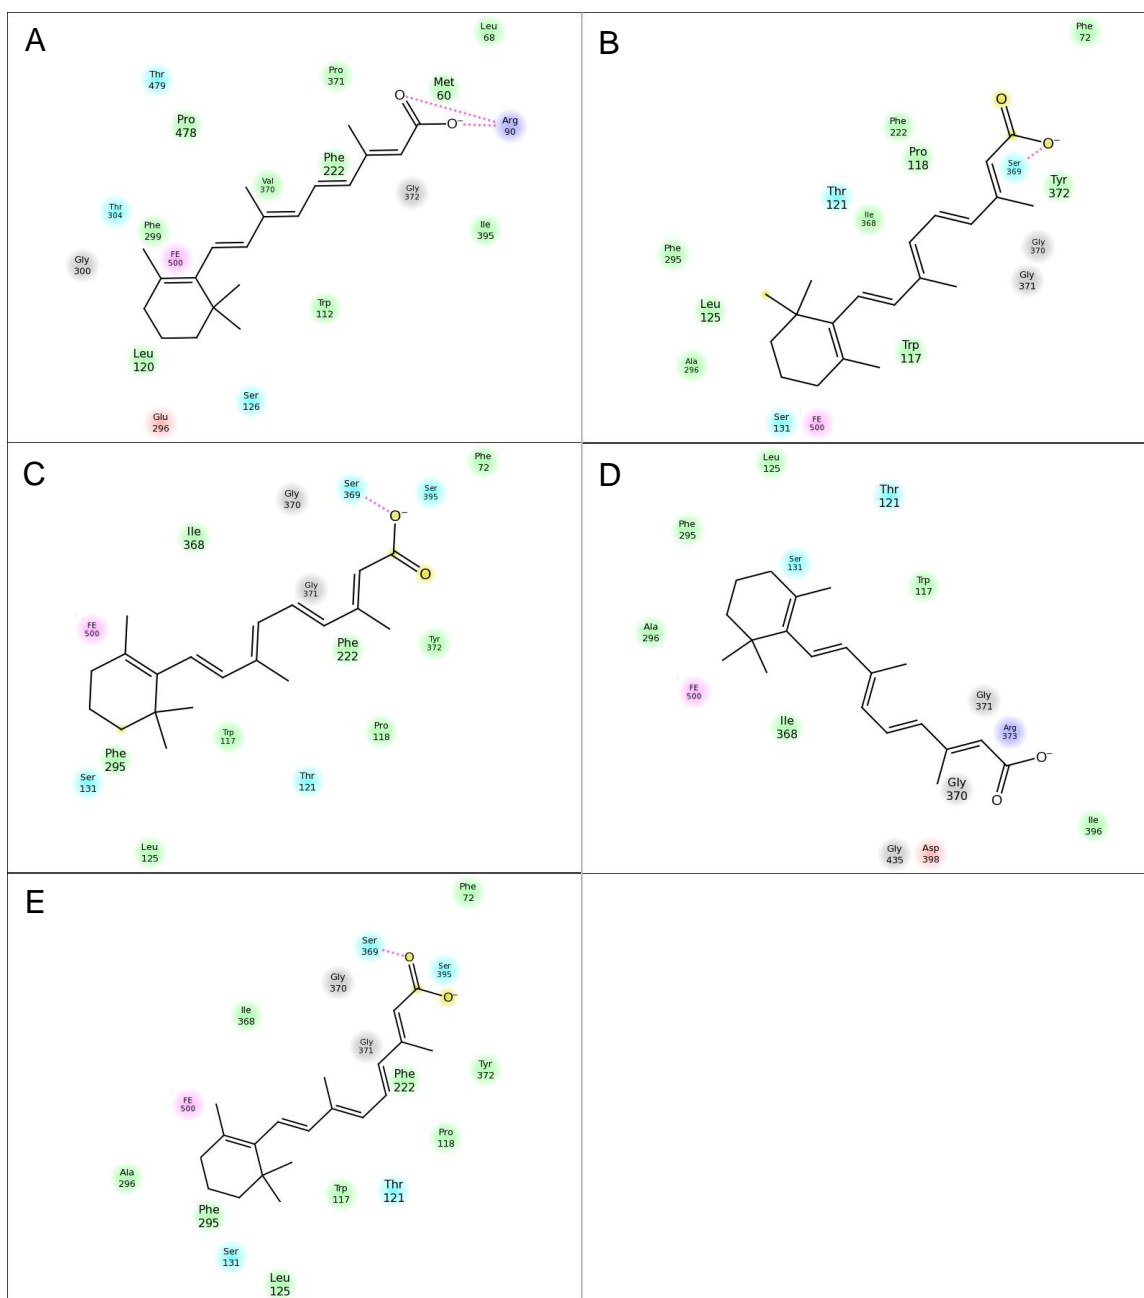 A
Leu
68
Thr
479
Pro
371
Met
60
O
O⁻
Arg
90
Pro
478
Phe
222
Val
370
Gly
372
Thr
304
Phe
299
Ile
395
FE
500
Gly
300
Trp
112
Leu
120
Ser
126
Glu
296
B
Phe
72
O
Phe
222
O⁻
Pro
118
Ser
369
Tyr
372
Thr
121
Ile
368
Phe
295
Gly
370
Gly
371
Leu
125
Trp
117
Ala
296
Ser
131
FE
500
C
Phe
72
Ser
369
Gly
370
Ser
395
O⁻
Ile
368
O
Gly
371
FE
500
Phe
222
Tyr
372
Trp
117
Pro
118
Phe
295
Ser
131
Thr
121
Leu
125
D
Leu
125
Thr
121
Phe
295
Ser
131
Trp
117
Ala
296
FE
500
Gly
371
Ile
368
Arg
373
O⁻
Gly
370
O
Ile
396
Gly
435
Asp
398
E
Phe
72
Ser
369
O
Ser
395
Gly
370
O⁻
Ile
368
Gly
371
Phe
222
Tyr
372
FE
500
Pro
118
Ala
296
Trp
117
Thr
121
Phe
295
Ser
131
Leu
125